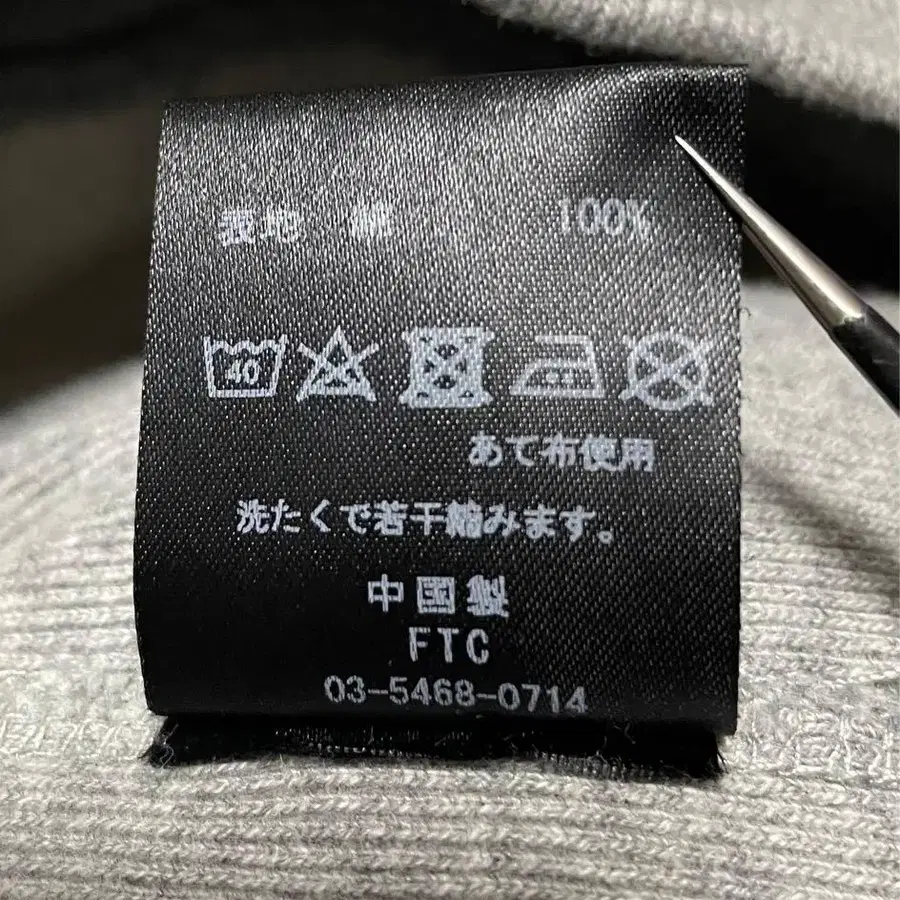 表地 綿 100%
40
あて布使用
洗たくで若干縮みます。
中国製
FTC
03-5468-0714